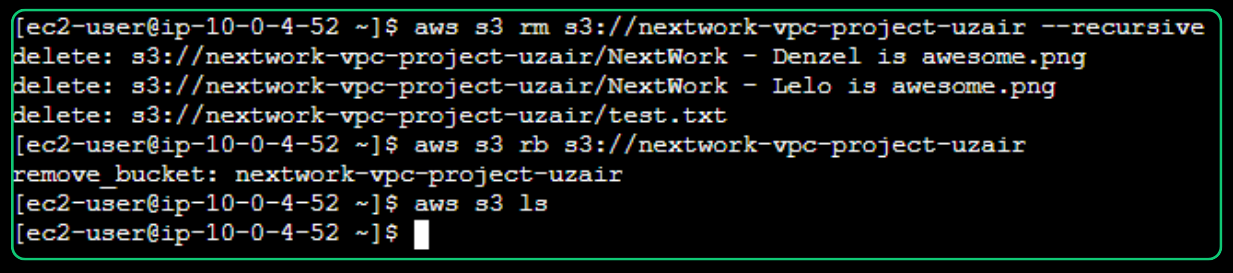 [ec2-user@ip-10-0-4-52 ~]$ aws s3 rm s3://nextwork-vpc-project-uzair --recursive
delete: s3://nextwork-vpc-project-uzair/NextWork - Denzel is awesome.png
delete: s3://nextwork-vpc-project-uzair/NextWork - Lelo is awesome.png
delete: s3://nextwork-vpc-project-uzair/test.txt
[ec2-user@ip-10-0-4-52 ~]$ aws s3 rb s3://nextwork-vpc-project-uzair
remove_bucket: nextwork-vpc-project-uzair
[ec2-user@ip-10-0-4-52 ~]$ aws s3 ls
[ec2-user@ip-10-0-4-52 ~]$